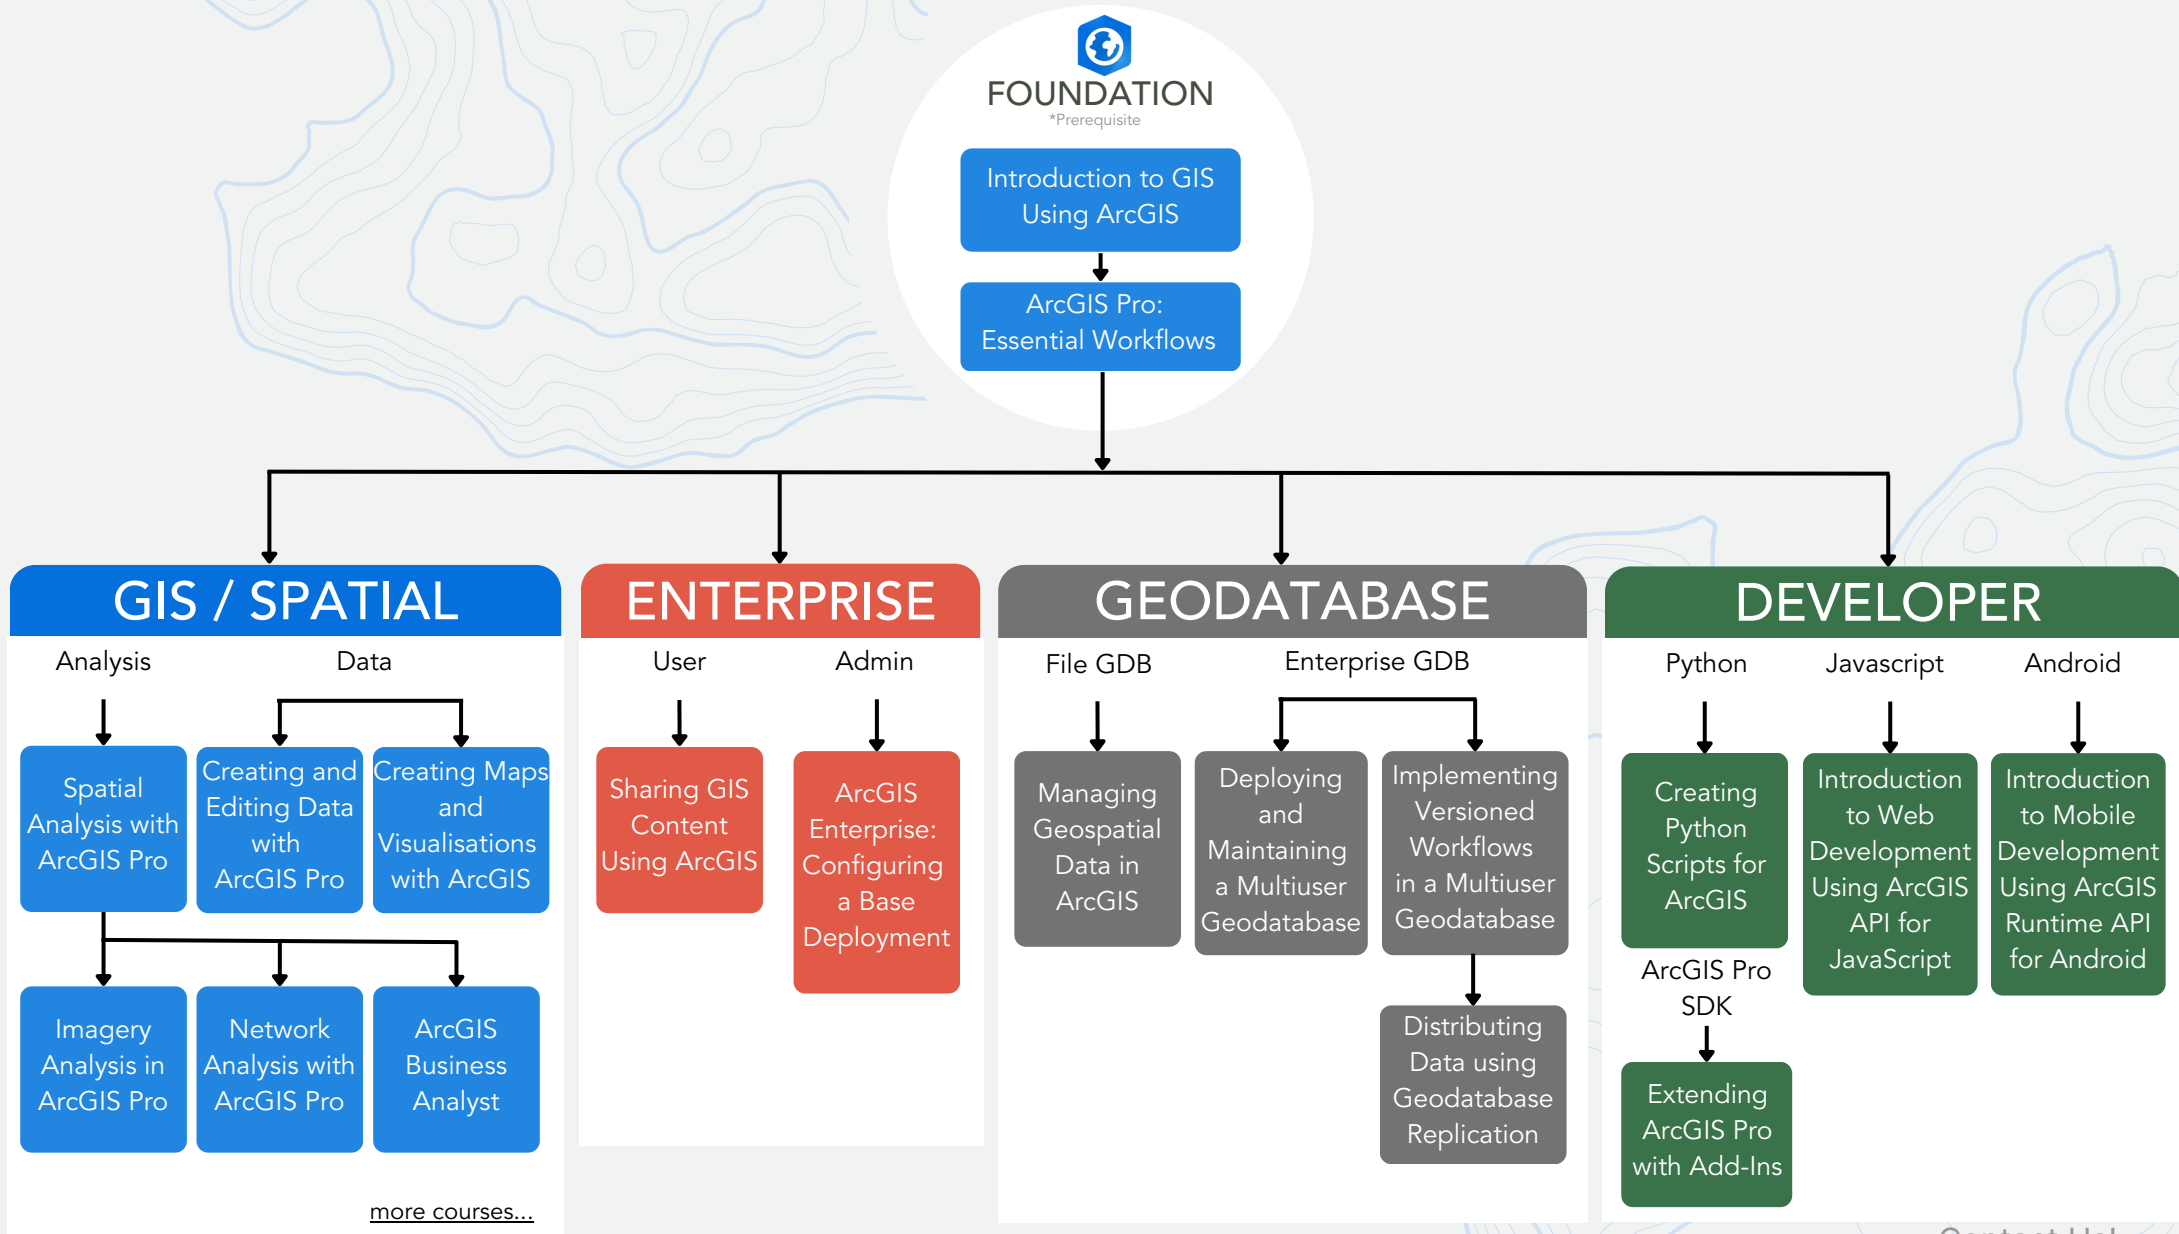 FOUNDATION
*Prerequisite
Introduction to GIS
Using ArcGIS
ArcGIS Pro:
Essential Workflows
GIS / SPATIAL
Analysis
Data
Spatial
Analysis with
ArcGIS Pro
Creating and
Editing Data
with
ArcGIS Pro
Creating Maps
and
Visualisations
with ArcGIS
Imagery
Analysis in
ArcGIS Pro
Network
Analysis with
ArcGIS Pro
ArcGIS
Business
Analyst
more courses...
ENTERPRISE
User
Admin
Sharing GIS
Content
Using ArcGIS
ArcGIS
Enterprise:
Configuring
a Base
Deployment
GEODATABASE
File GDB
Enterprise GDB
Managing
Geospatial
Data in
ArcGIS
Deploying
and
Maintaining
a Multiuser
Geodatabase
Implementing
Versioned
Workflows
in a Multiuser
Geodatabase
Distributing
Data using
Geodatabase
Replication
DEVELOPER
Python
Javascript
Android
Creating
Python
Scripts for
ArcGIS
Introduction
to Web
Development
Using ArcGIS
API for
JavaScript
Introduction
to Mobile
Development
Using ArcGIS
Runtime API
for Android
ArcGIS Pro
SDK
Extending
ArcGIS Pro
with Add-Ins